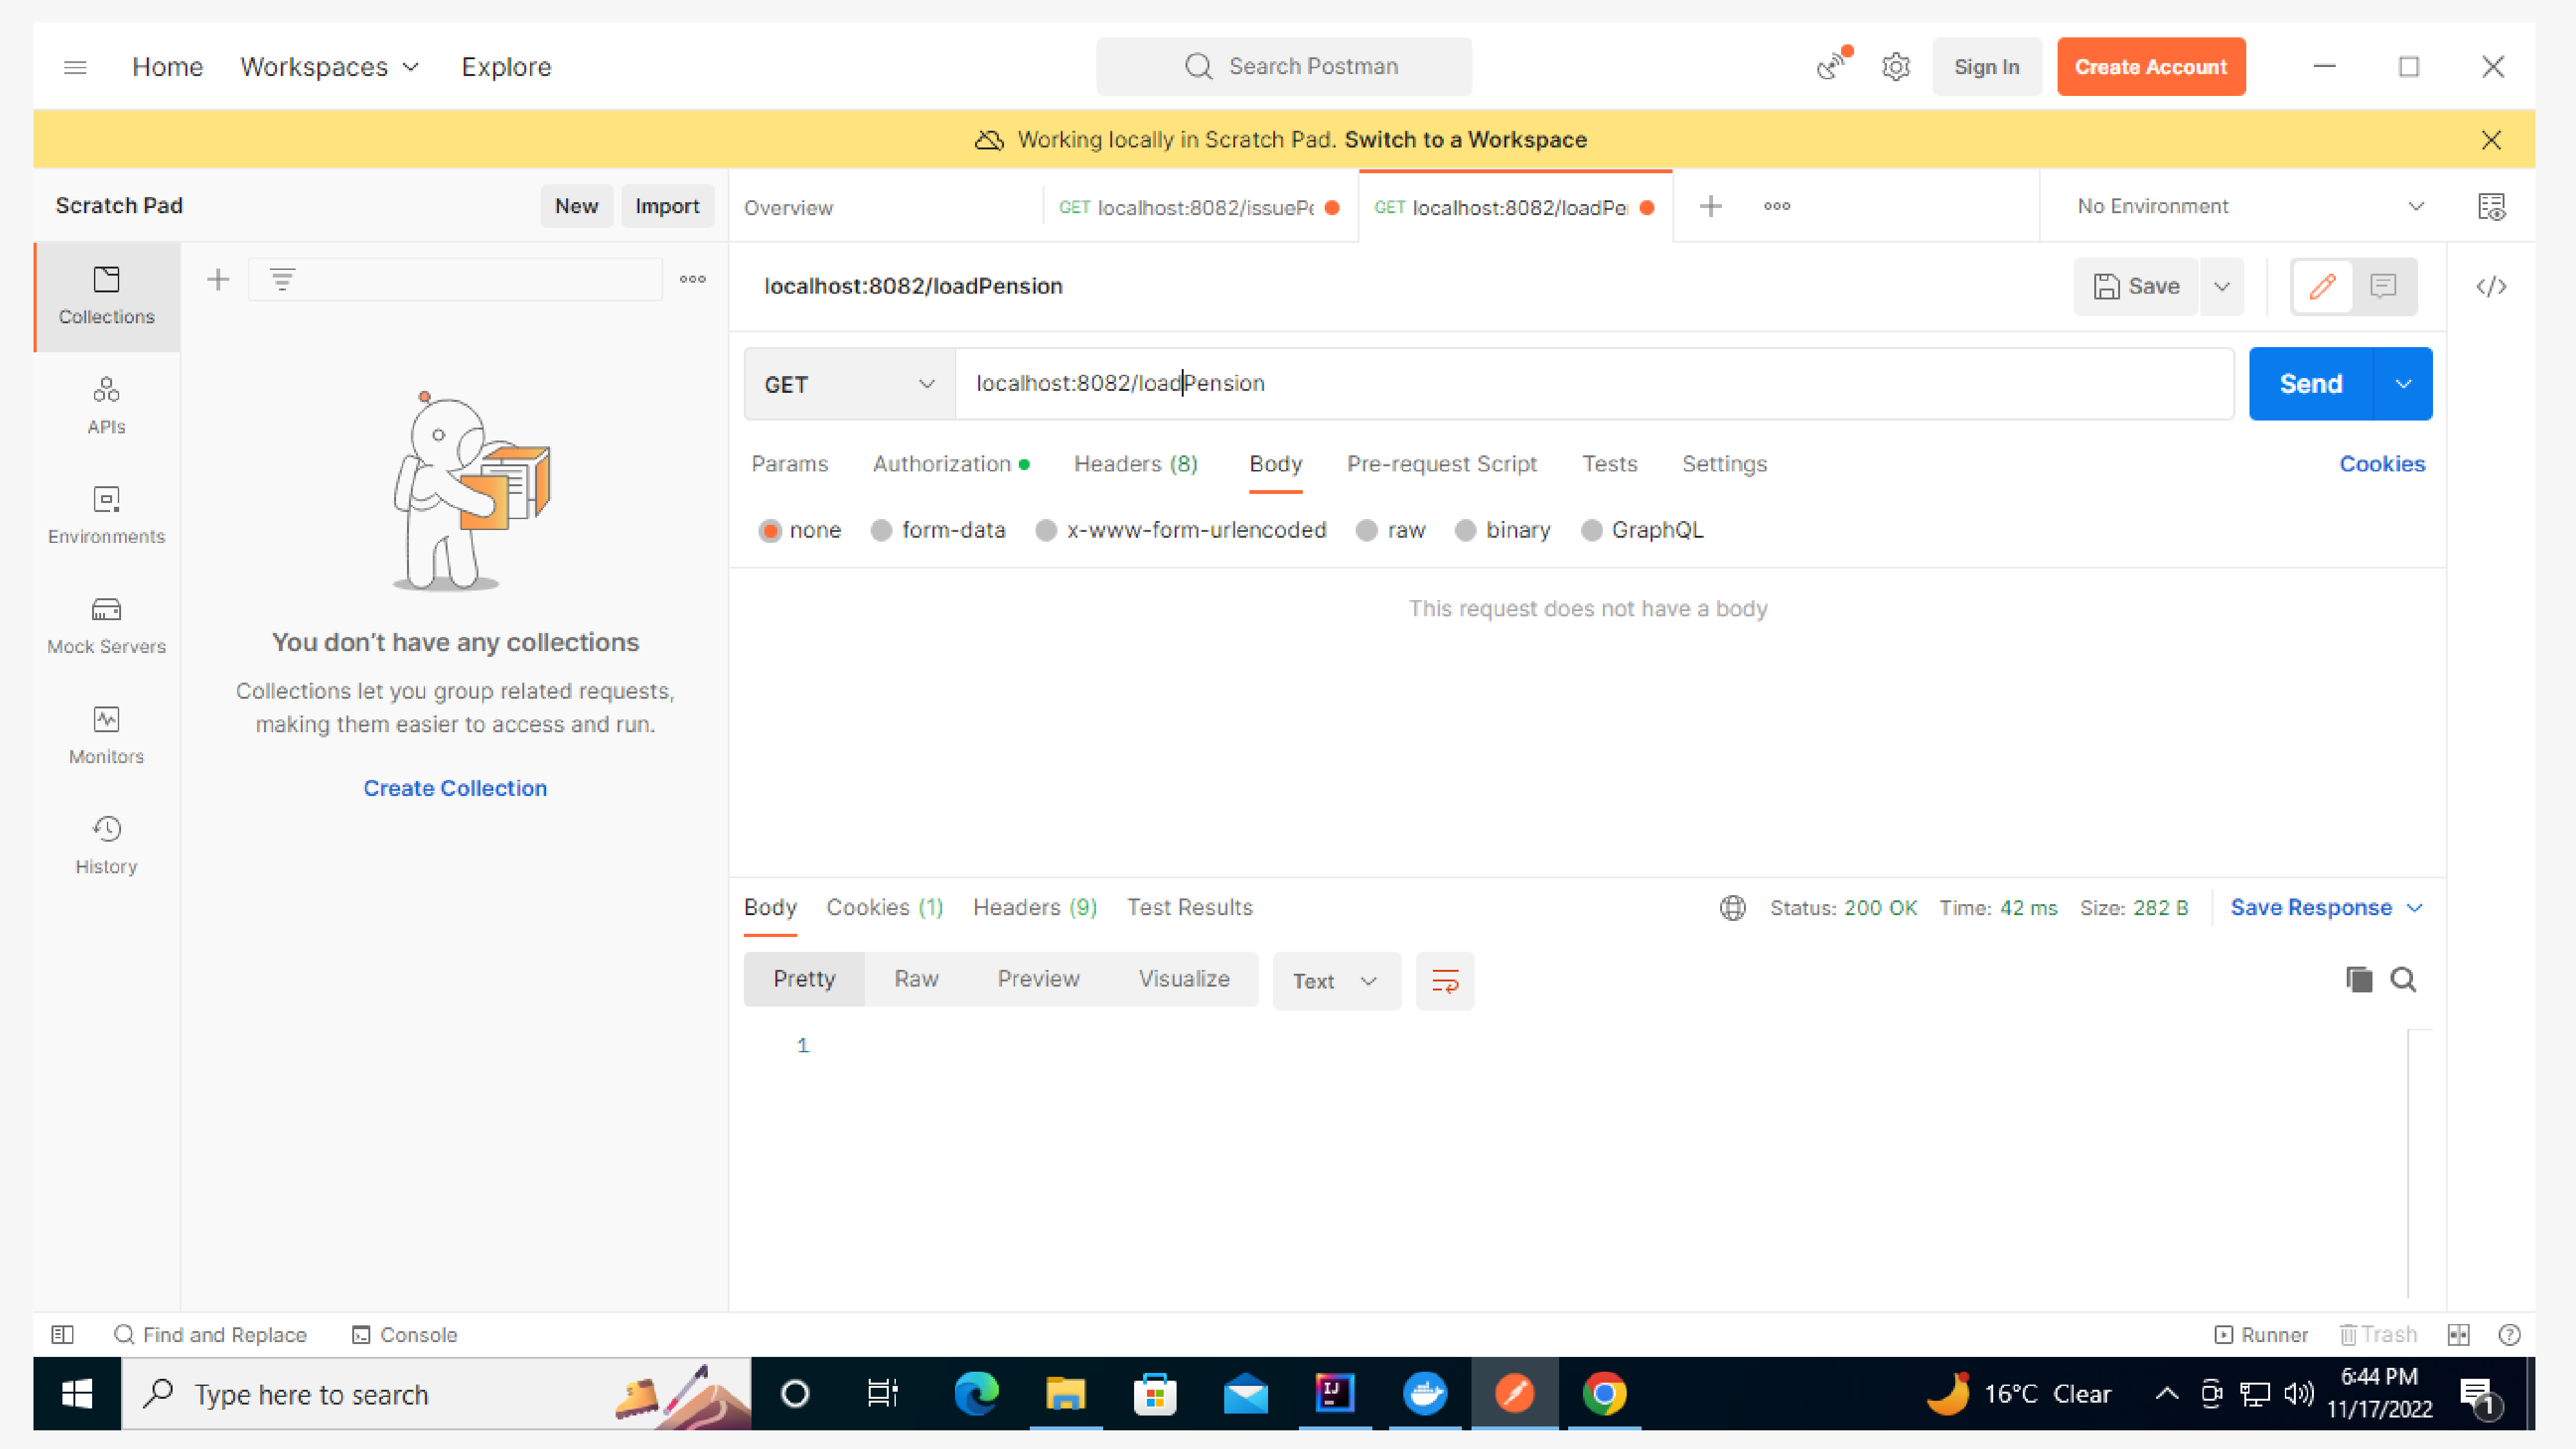 Home Workspaces Explore Search Postman Sign In Create Account
Working locally in Scratch Pad. Switch to a Workspace
Scratch Pad New Import Overview GET localhost:8082/issuePe GET localhost:8082/loadPe No Environment
Collections
localhost:8082/loadPension Save
GET localhost:8082/loadPension Send
APIs
Params Authorization Headers (8) Body Pre-request Script Tests Settings Cookies
none form-data x-www-form-urlencoded raw binary GraphQL
Environments
This request does not have a body
Mock Servers
You don't have any collections
Collections let you group related requests,
making them easier to access and run.
Monitors
Create Collection
History
Body Cookies (1) Headers (9) Test Results Status: 200 OK Time: 42 ms Size: 282 B Save Response
Pretty Raw Preview Visualize Text
1
Find and Replace Console Runner Trash
Type here to search IJ 16°C Clear 6:44 PM
11/17/2022 1